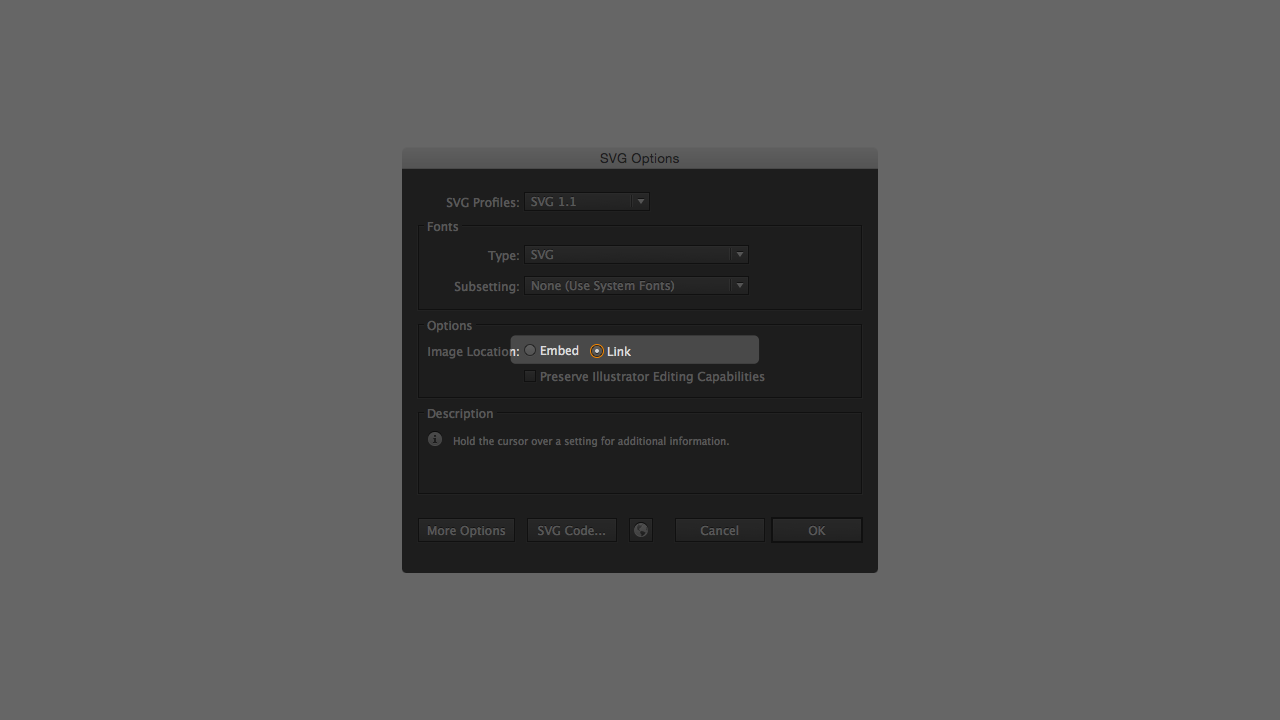 SVG Options
SVG Profiles: SVG 1.1
Fonts
Type: SVG
Subsetting: None (Use System Fonts)
Options
Image Location: Embed Link
Preserve Illustrator Editing Capabilities
Description
Hold the cursor over a setting for additional information.
More Options SVG Code... Cancel OK